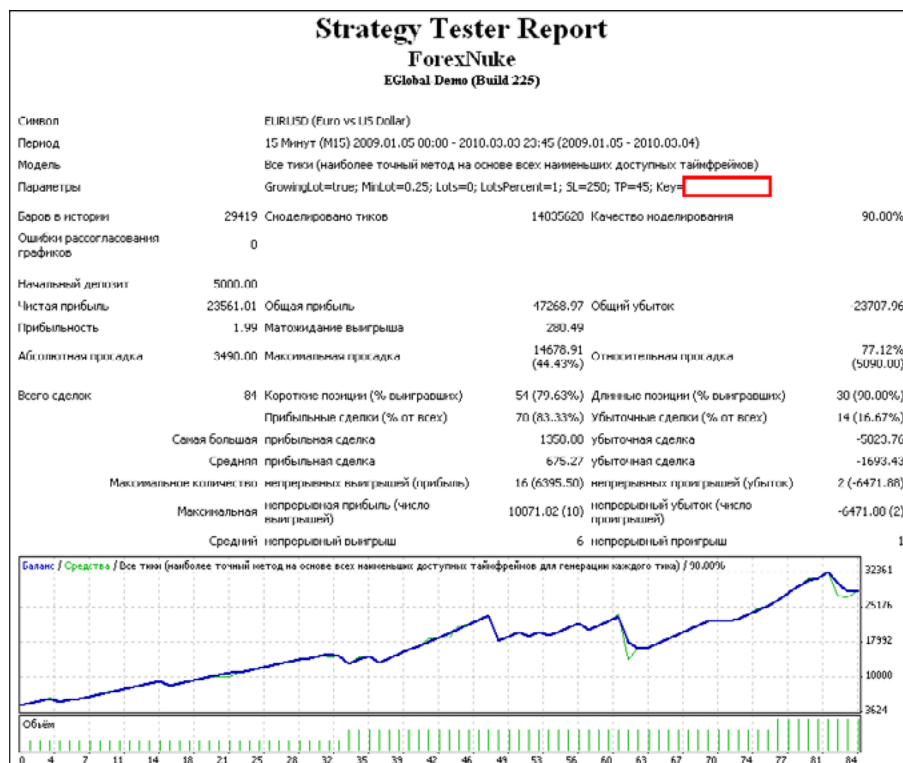 Strategy Tester Report
ForexNuke
EGlobal-Demo (Build 225)
Символ EURUSD (Euro vs US Dollar)
Период 15 Минут (M15) 2009.01.05 00:00 - 2010.03.03 23:45 (2009.01.05 - 2010.03.04)
Модель Все тики (наиболее точный метод на основе всех наименьших доступных таймфреймов)
Параметры GrowingLot=true; MinLot=0.25; Lots=0; LotsPercent=1; SL=250; TP=45; Key=
Баров в истории 29419 Смоделировано тиков 14035620 Качество моделирования 90.00%
Ошибки рассогласования графиков 0
Начальный депозит 5000.00
Чистая прибыль 23561.01 Общая прибыль 47268.97 Общий убыток -23707.96
Прибыльность 1.99 Матожидание выигрыша 280.49
Абсолютная просадка 3490.00 Максимальная просадка 14678.91 (44.43%) Относительная просадка 77.12% (5090.00)
Всего сделок 84 Короткие позиции (% выигравших) 54 (79.63%) Длинные позиции (% выигравших) 30 (90.00%)
Прибыльные сделки (% от всех) 70 (83.33%) Убыточные сделки (% от всех) 14 (16.67%)
Самая большая прибыльная сделка 1350.00 убыточная сделка -5023.76
Средняя прибыльная сделка 675.27 убыточная сделка -1693.43
Максимальное количество непрерывных выигрышей (прибыль) 16 (6395.50) непрерывных проигрышей (убыток) 2 (-6471.88)
Максимальная непрерывная прибыль (число выигрышей) 10071.02 (10) непрерывный убыток (число проигрышей) -6471.88 (2)
Средний непрерывный выигрыш 6 непрерывный проигрыш 1
Баланс / Средства / Все тики (наиболее точный метод на основе всех наименьших доступных таймфреймов для генерации каждого тика) / 90.00%
32361
25176
17992
10808
3624
Объём
0 4 7 11 14 18 21 25 28 32 35 39 42 46 49 53 56 60 63 67 70 74 77 81 84